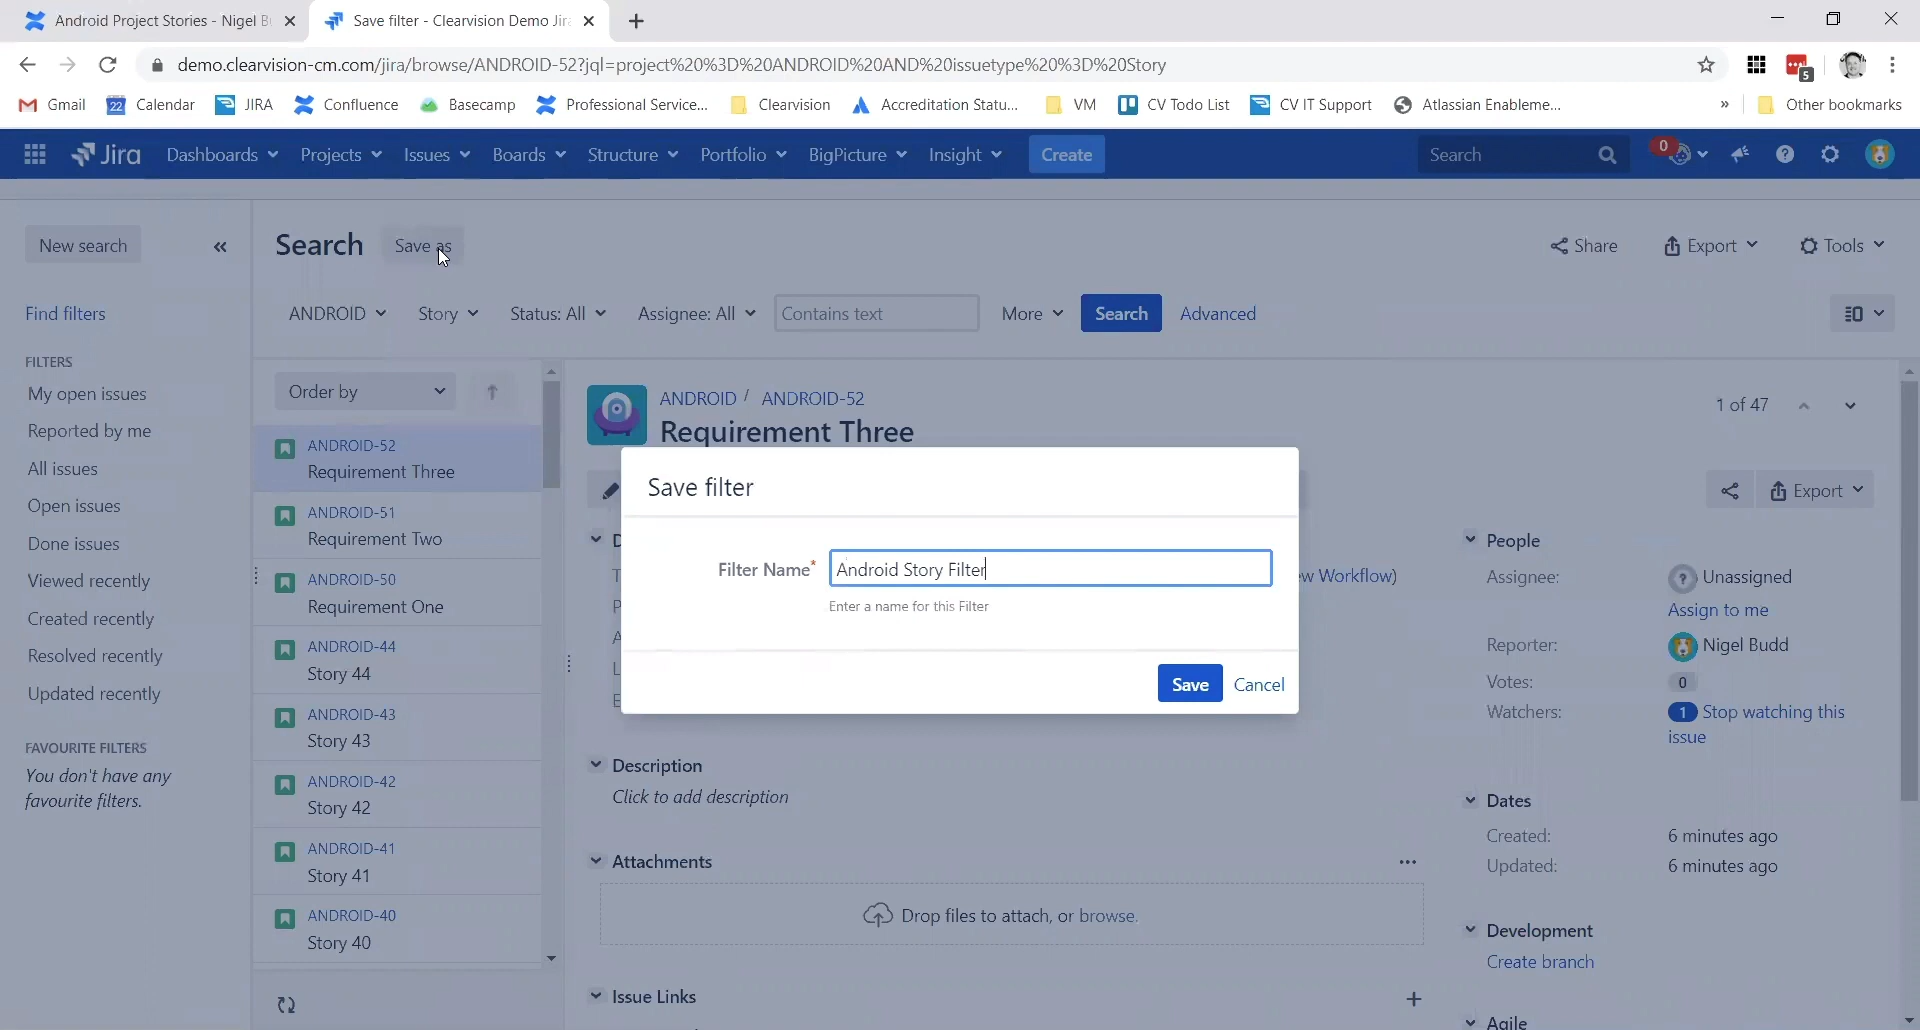 Android Project Stories - Nigel B
Save filter - Clearvision Demo Jir
demo.clearvision-cm.com/jira/browse/ANDROID-52?jql=project%20%3D%20ANDROID%20AND%20issuetype%20%3D%20Story
5
Gmail
22
Calendar
JIRA
Confluence
Basecamp
Professional Service...
Clearvision
Accreditation Statu...
VM
CV Todo List
CV IT Support
Atlassian Enableme...
»
Other bookmarks
Jira
Dashboards
Projects
Issues
Boards
Structure
Portfolio
BigPicture
Insight
Create
Search
0
New search
«
Search
Save as
Share
Export
Tools
Find filters
ANDROID
Story
Status: All
Assignee: All
Contains text
More
Search
Advanced
FILTERS
My open issues
Reported by me
All issues
Open issues
Done issues
Viewed recently
Created recently
Resolved recently
Updated recently
FAVOURITE FILTERS
You don't have any
favourite filters.
Order by
ANDROID-52
Requirement Three
ANDROID-51
Requirement Two
ANDROID-50
Requirement One
ANDROID-44
Story 44
ANDROID-43
Story 43
ANDROID-42
Story 42
ANDROID-41
Story 41
ANDROID-40
Story 40
ANDROID / ANDROID-52
Requirement Three
1 of 47
Export
Save filter
Filter Name*
Android Story Filter
Enter a name for this Filter
Save
Cancel
Workflow)
People
Assignee:
Unassigned
Assign to me
Reporter:
Nigel Budd
Votes:
0
Watchers:
1
Stop watching this
issue
Description
Click to add description
Dates
Created:
6 minutes ago
Updated:
6 minutes ago
Attachments
Drop files to attach, or browse.
Development
Create branch
Issue Links
Agile